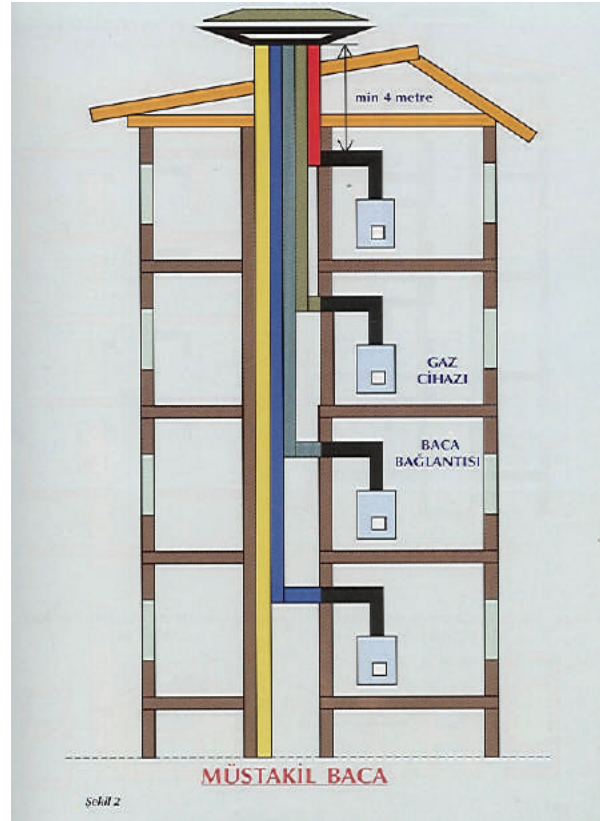 min 4 metre
GAZ
CİHAZI
BACA
BAĞLANTISI
MÜSTAKİL BACA
Şekil 2